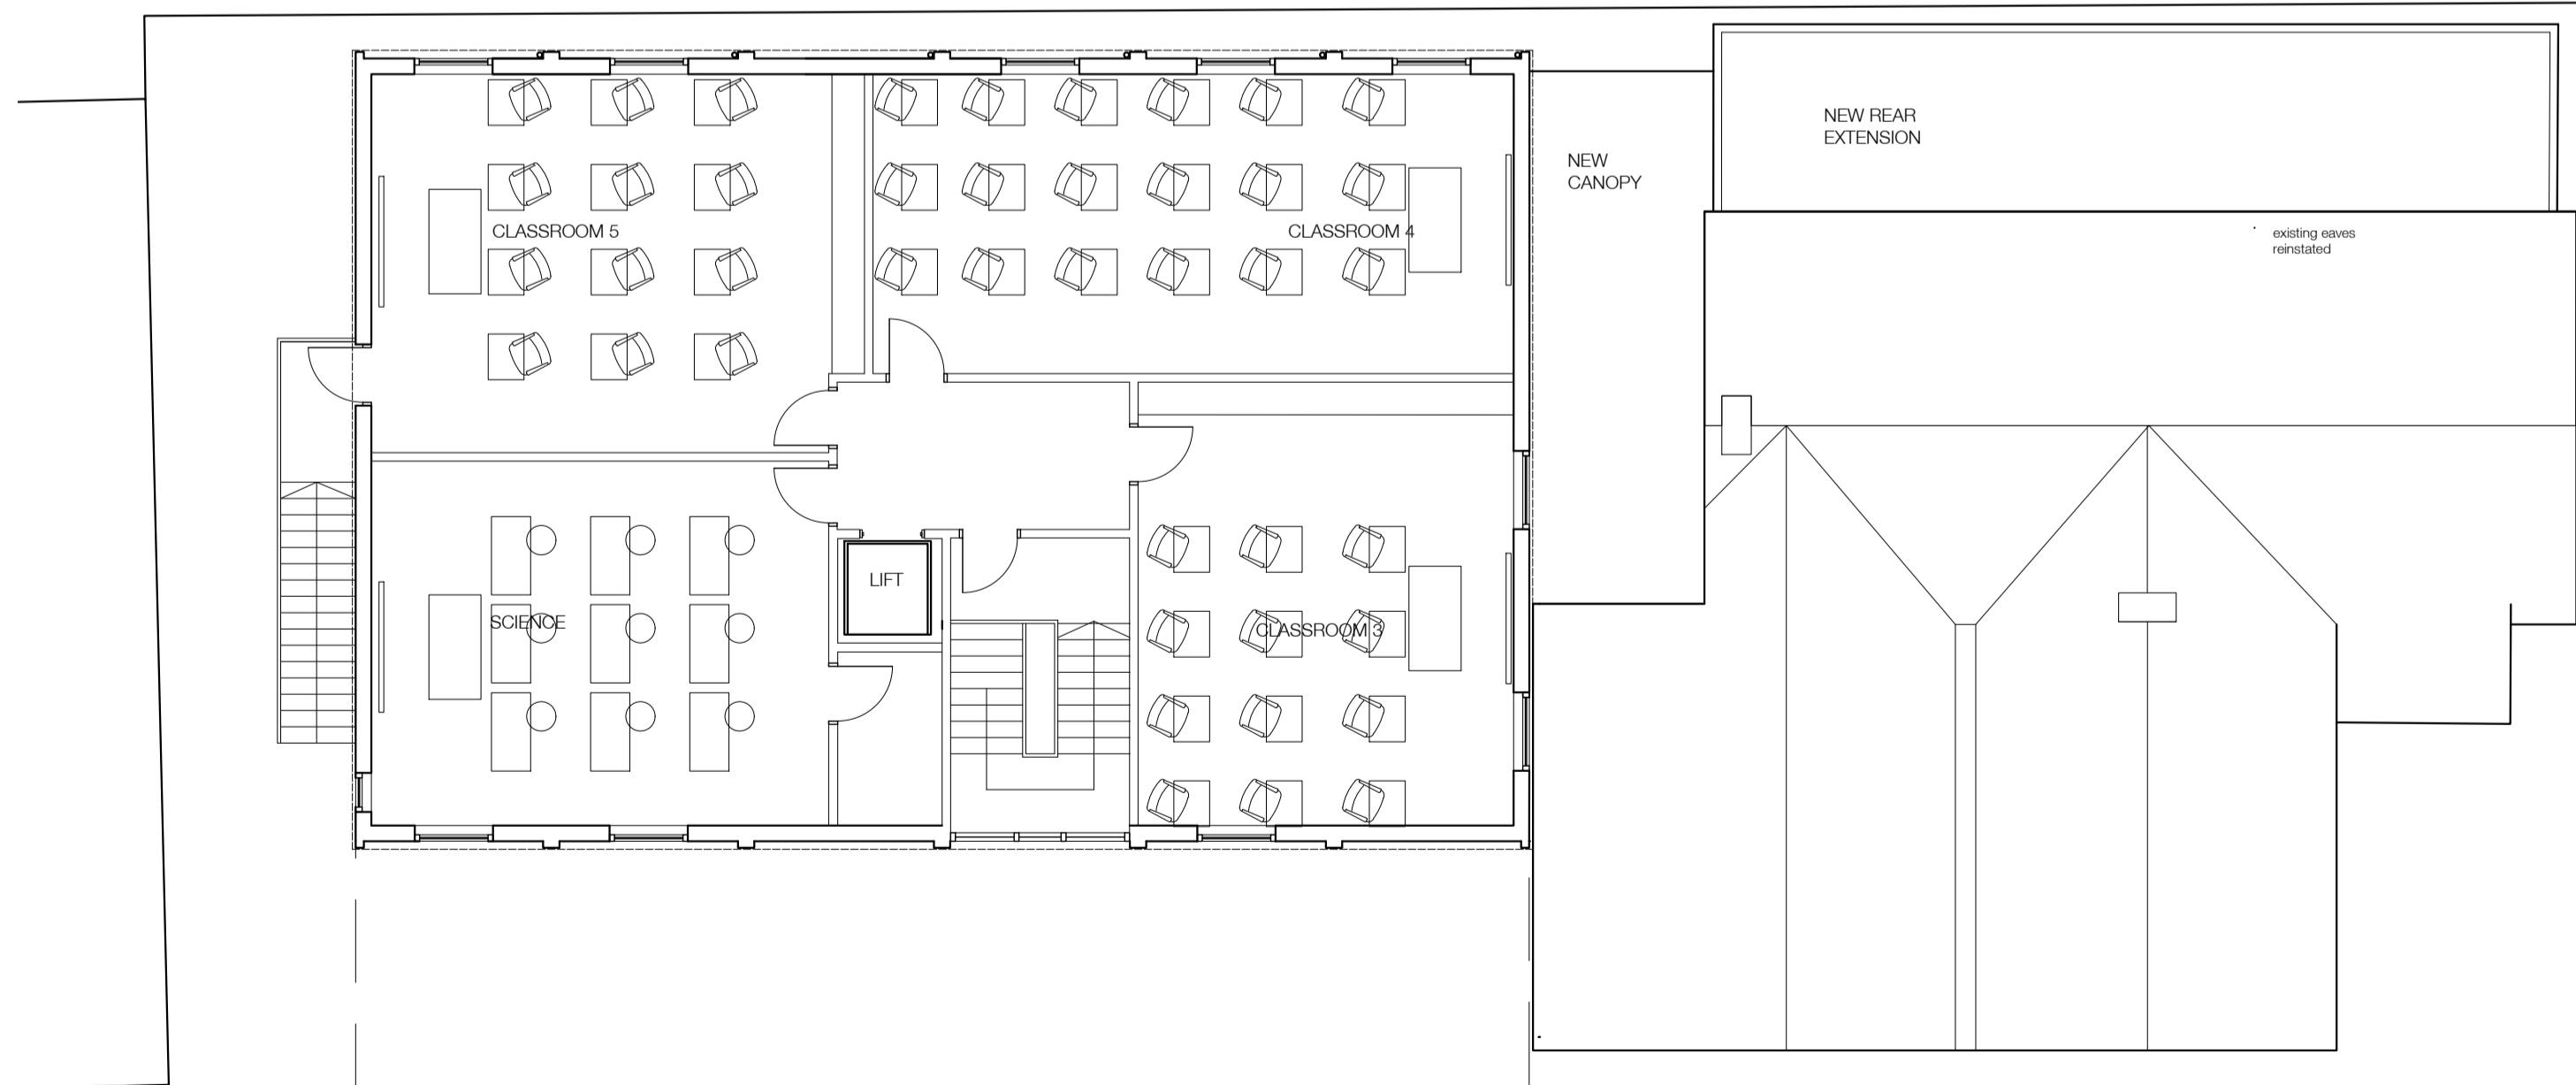 NEW REAR
EXTENSION
NEW
CANOPY
CLASSROOM 5
CLASSROOM 4
existing eaves
reinstated
LIFT
SCIENCE
CLASSROOM 3